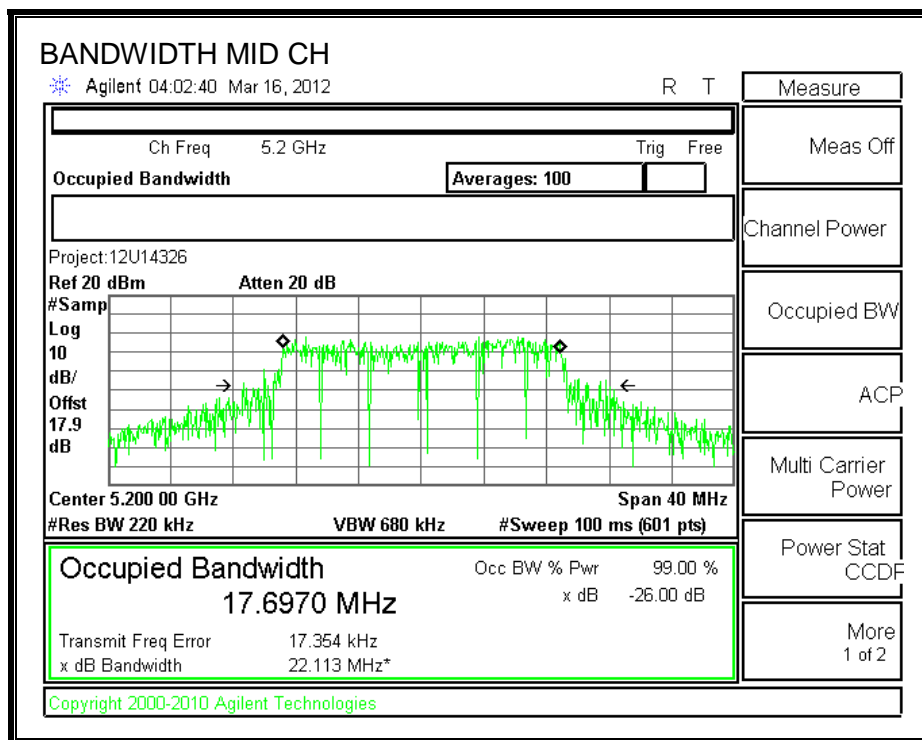 BANDWIDTH MID CH
Agilent 04:02:40 Mar 16, 2012 R T
Measure
Ch Freq 5.2 GHz Trig Free
Meas Off
Occupied Bandwidth Averages: 100
Channel Power
Project:12U14326
Ref 20 dBm Atten 20 dB
#Samp
Log
10
dB/
Offst
17.9
dB
Occupied BW
ACP
Multi Carrier
Power
Center 5.200 00 GHz Span 40 MHz
#Res BW 220 kHz VBW 680 kHz #Sweep 100 ms (601 pts)
Power Stat
CCDF
Occupied Bandwidth Occ BW % Pwr 99.00 %
17.6970 MHz x dB -26.00 dB
Transmit Freq Error 17.354 kHz
x dB Bandwidth 22.113 MHz*
More
1 of 2
Copyright 2000-2010 Agilent Technologies